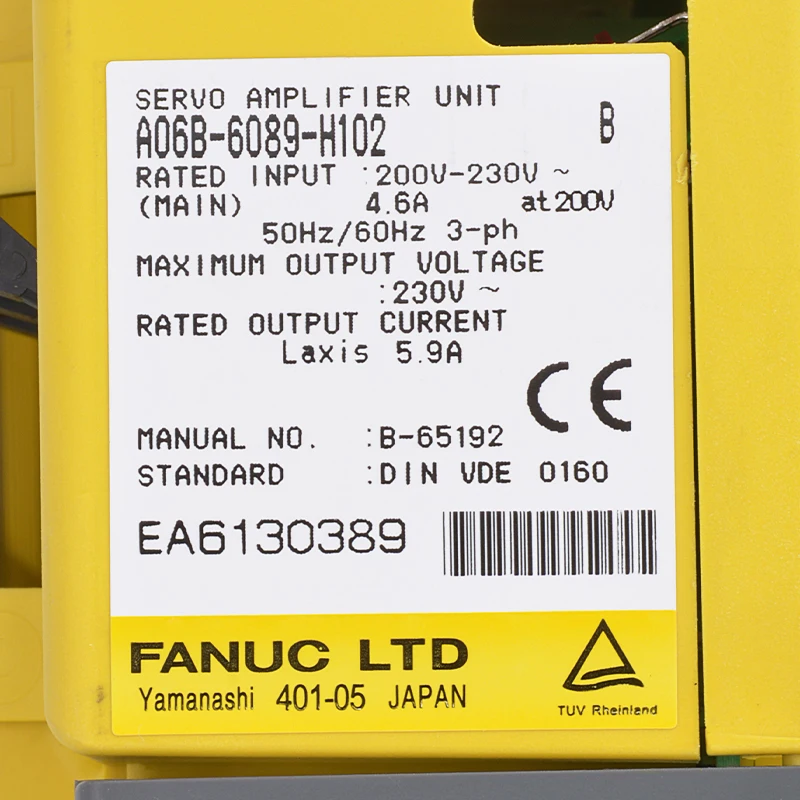 SERVO AMPLIFIER UNIT
A06B-6089-H102 B
RATED INPUT :200V-230V ~
(MAIN) 4.6A at 200V
50Hz/60Hz 3-ph
MAXIMUM OUTPUT VOLTAGE
:230V ~
RATED OUTPUT CURRENT
Laxis 5.9A
CE
MANUAL NO. :B-65192
STANDARD :DIN VDE 0160
EA6130389
FANUC LTD
Yamanashi 401-05 JAPAN
TUV Rheinland